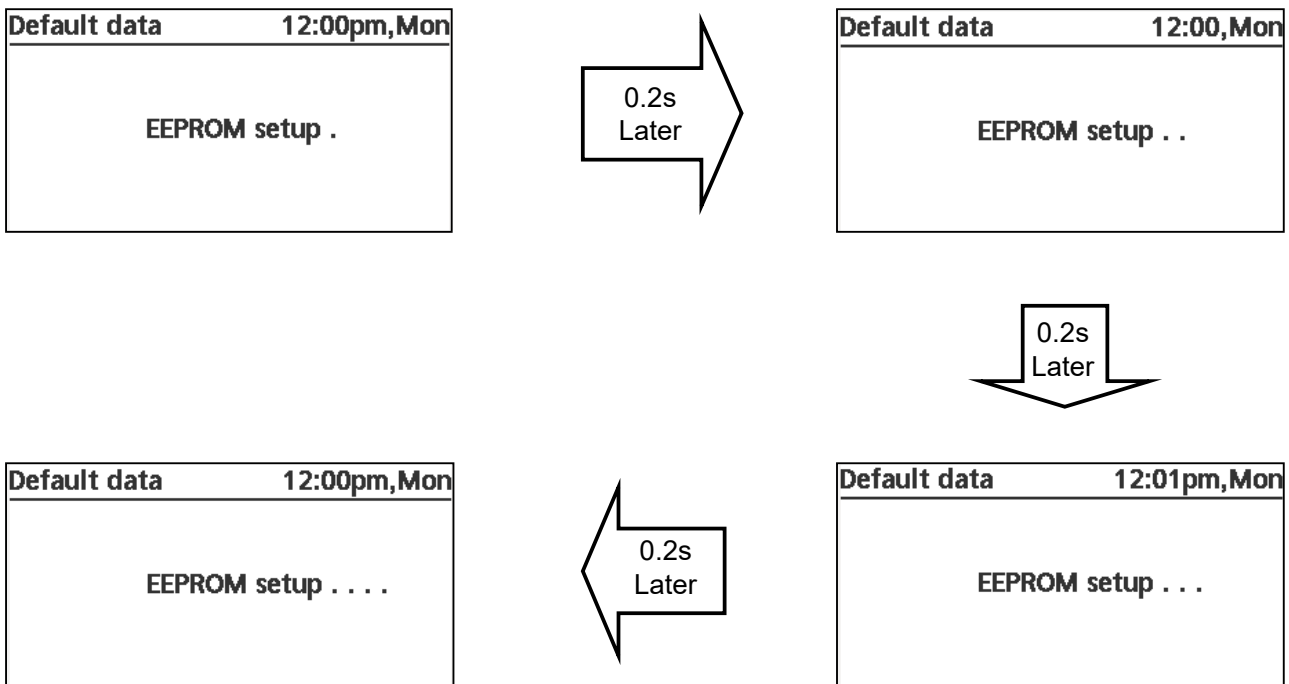 Default data 12:00pm,Mon
EEPROM setup .
0.2s
Later
Default data 12:00,Mon
EEPROM setup . .
0.2s
Later
Default data 12:01pm,Mon
EEPROM setup . . .
0.2s
Later
Default data 12:00pm,Mon
EEPROM setup . . . .